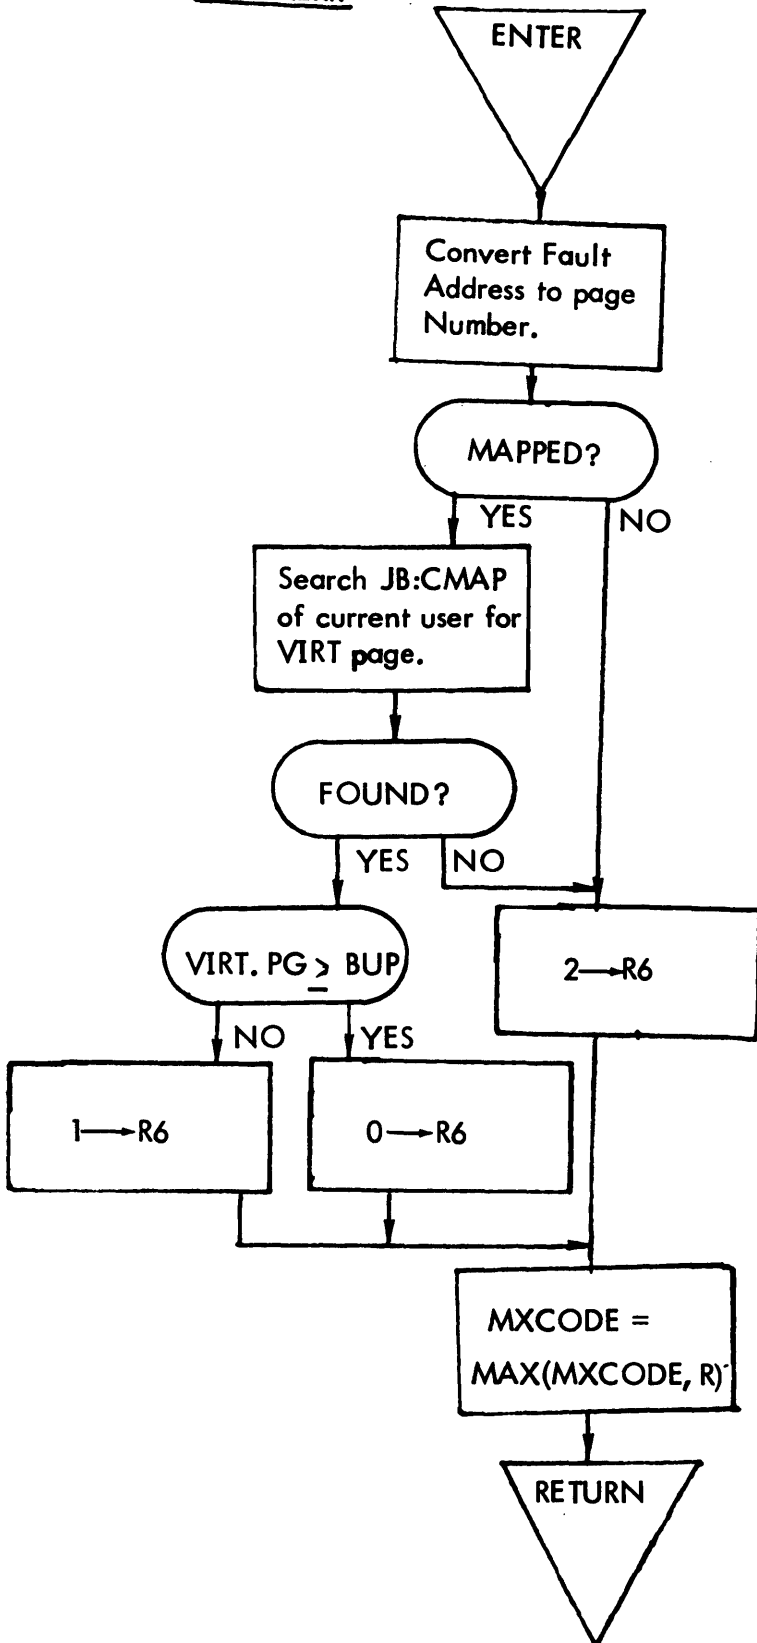 ENTER
Convert Fault
Address to page
Number.
MAPPED?
YES
NO
Search JB:CMAP
of current user for
VIRT page.
FOUND?
YES
NO
VIRT. PG ≥ BUP
2→R6
NO
YES
1→R6
0→R6
MXCODE =
MAX(MXCODE, R)
RETURN